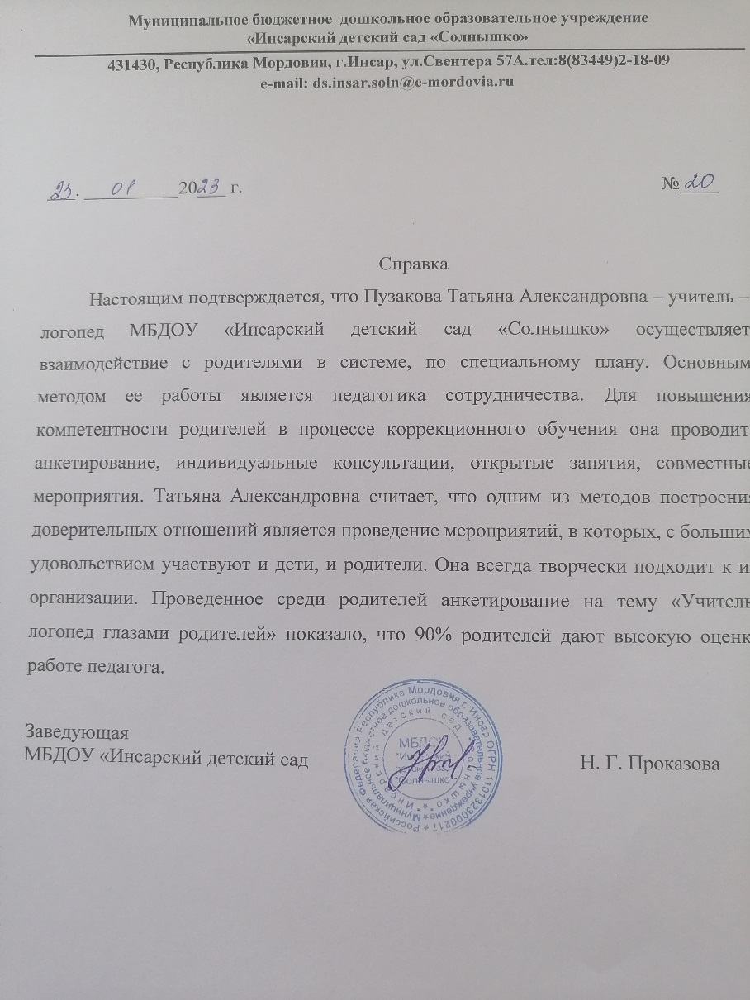 Муниципальное бюджетное дошкольное образовательное учреждение
«Инсарский детский сад «Солнышко»
431430, Республика Мордовия, г.Инсар, ул.Свентера 57А.тел:8(83449)2-18-09
e-mail: ds.insar.soln@e-mordovia.ru
23. 01 2023 г. №20
Справка
Настоящим подтверждается, что Пузакова Татьяна Александровна – учитель –
логопед МБДОУ «Инсарский детский сад «Солнышко» осуществляет
взаимодействие с родителями в системе, по специальному плану. Основным
методом ее работы является педагогика сотрудничества. Для повышения
компетентности родителей в процессе коррекционного обучения она проводит
анкетирование, индивидуальные консультации, открытые занятия, совместные
мероприятия. Татьяна Александровна считает, что одним из методов построения
доверительных отношений является проведение мероприятий, в которых, с большим
удовольствием участвуют и дети, и родители. Она всегда творчески подходит к и
организации. Проведенное среди родителей анкетирование на тему «Учитель
логопед глазами родителей» показало, что 90% родителей дают высокую оценк
работе педагога.
Заведующая
МБДОУ «Инсарский детский сад
Н. Г. Проказова
Российская Федерация Республика Мордовия г. Инсар ОГРН 1101323000217
Муниципальное бюджетное дошкольное образовательное учреждение
Инсарский детский сад Солнышко
МБДОУ
"Инсарский
детский сад
"Солнышко